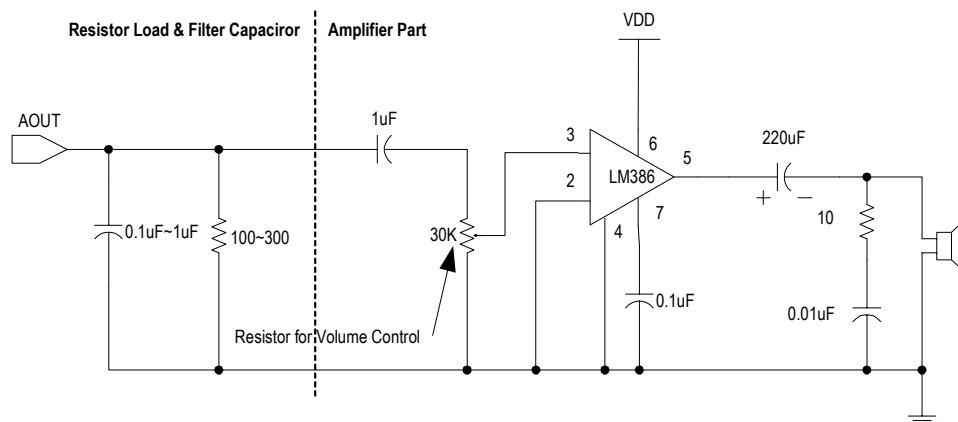 Resistor Load & Filter Capaciror
Amplifier Part
VDD
AOUT
1uF
3
6
5
220uF
LM386
2
7
10
0.1uF~1uF
100~300
30K
4
+
−
0.1uF
0.01uF
Resistor for Volume Control